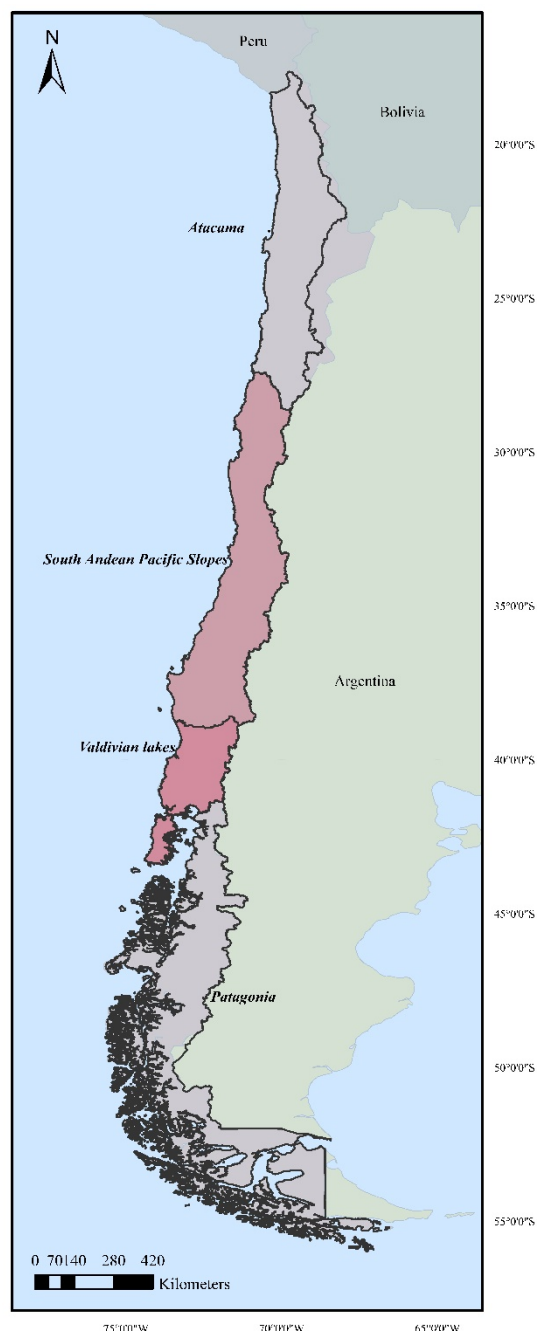 N
Peru
Bolivia
20°0'0"S
Atacama
25°0'0"S
30°0'0"S
South Andean Pacific Slopes
35°0'0"S
Argentina
Valdivian lakes
40°0'0"S
45°0'0"S
Patagonia
50°0'0"S
55°0'0"S
0 70140 280 420
Kilometers
75°0'0"W 70°0'0"W 65°0'0"W